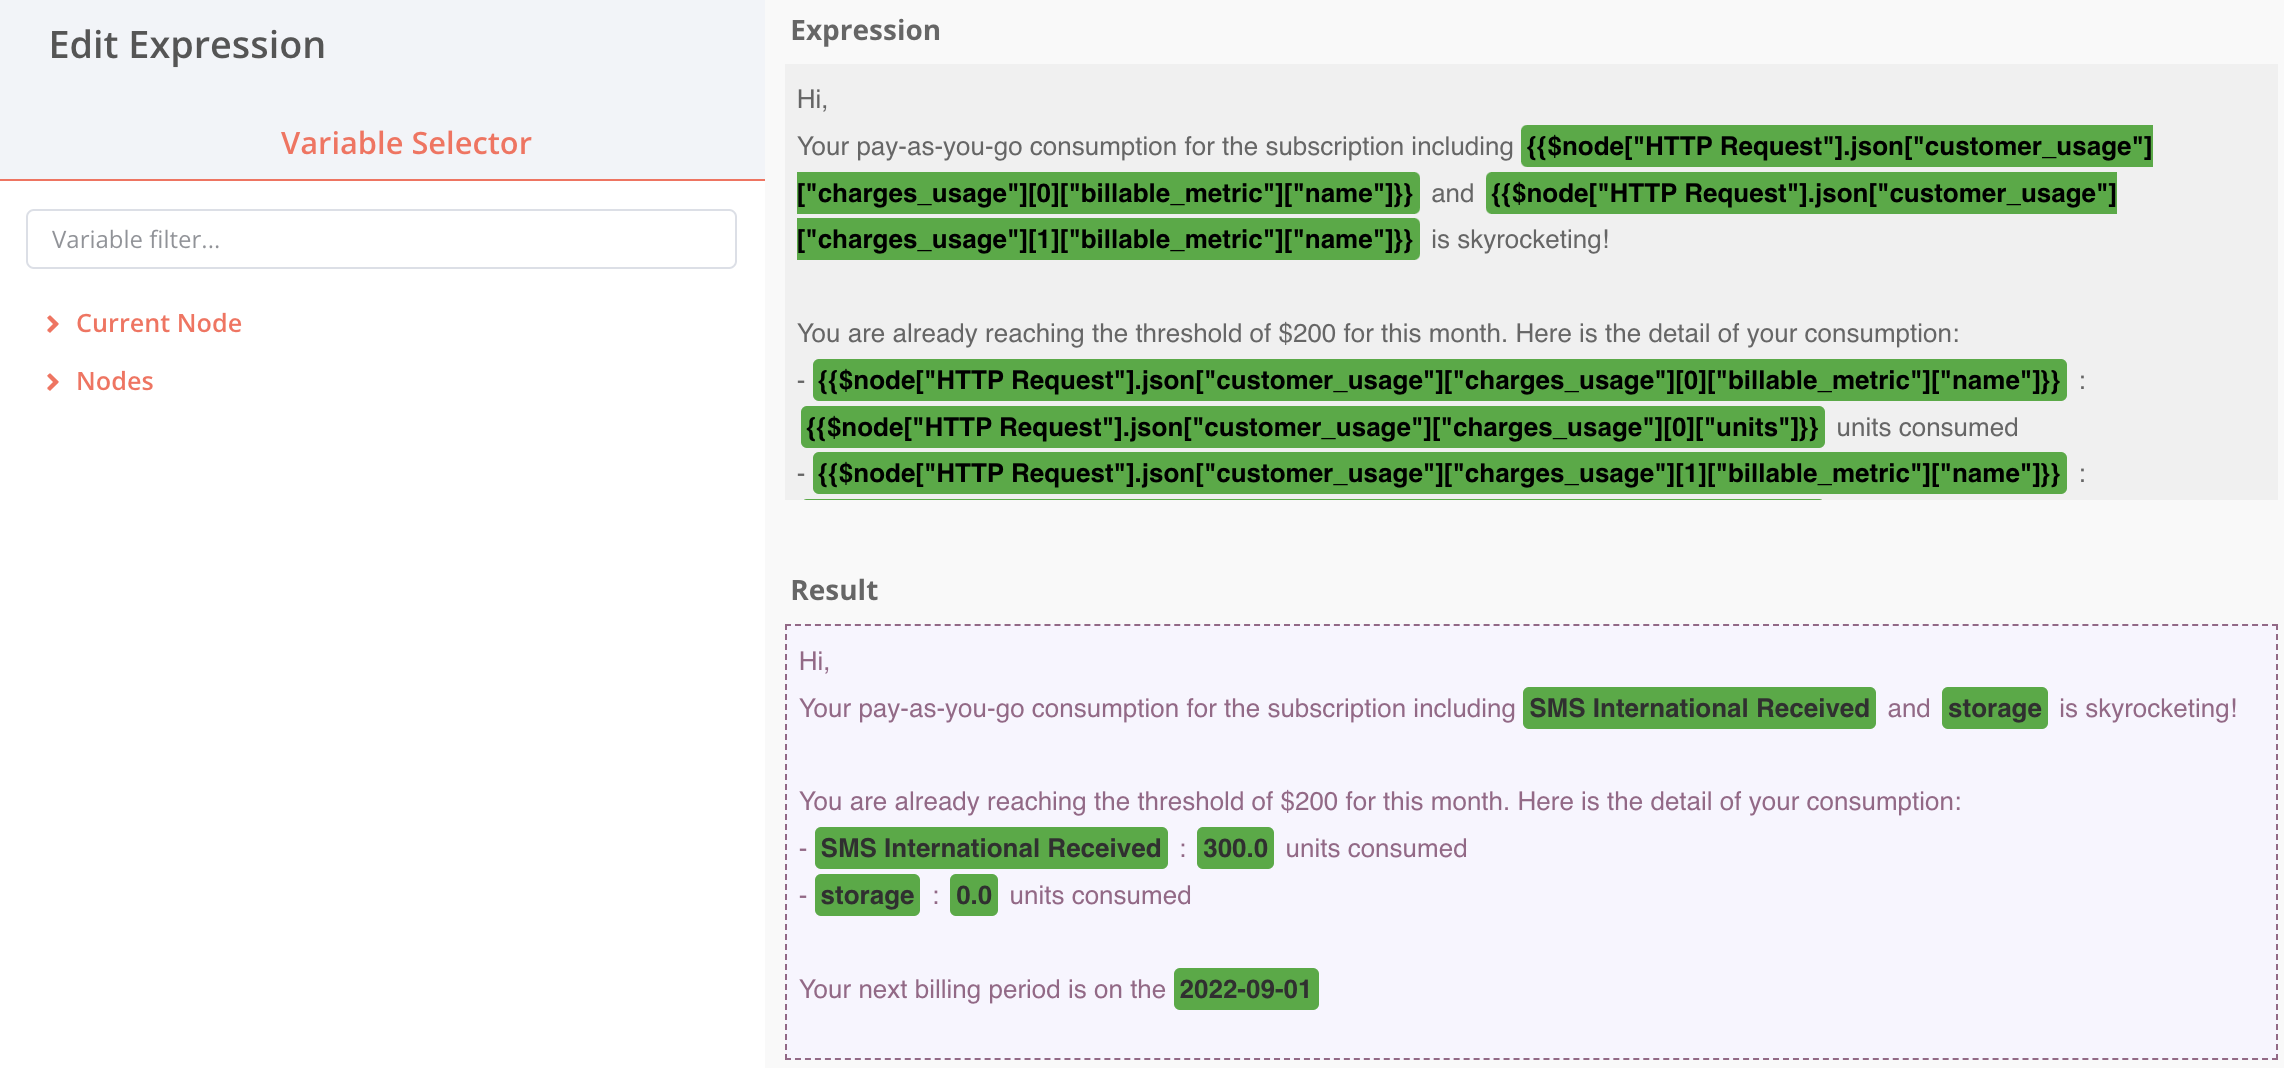 Edit Expression
Variable Selector
Variable filter...
Current Node
Nodes
Expression
Hi,
Your pay-as-you-go consumption for the subscription including {{$node["HTTP Request"].json["customer_usage"]
["charges_usage"][0]["billable_metric"]["name"]}} and {{$node["HTTP Request"].json["customer_usage"]
["charges_usage"][1]["billable_metric"]["name"]}} is skyrocketing!
You are already reaching the threshold of $200 for this month. Here is the detail of your consumption:
- {{$node["HTTP Request"].json["customer_usage"]["charges_usage"][0]["billable_metric"]["name"]}} :
{{$node["HTTP Request"].json["customer_usage"]["charges_usage"][0]["units"]}} units consumed
- {{$node["HTTP Request"].json["customer_usage"]["charges_usage"][1]["billable_metric"]["name"]}} :
Result
Hi,
Your pay-as-you-go consumption for the subscription including SMS International Received and storage is skyrocketing!
You are already reaching the threshold of $200 for this month. Here is the detail of your consumption:
- SMS International Received : 300.0 units consumed
- storage : 0.0 units consumed
Your next billing period is on the 2022-09-01